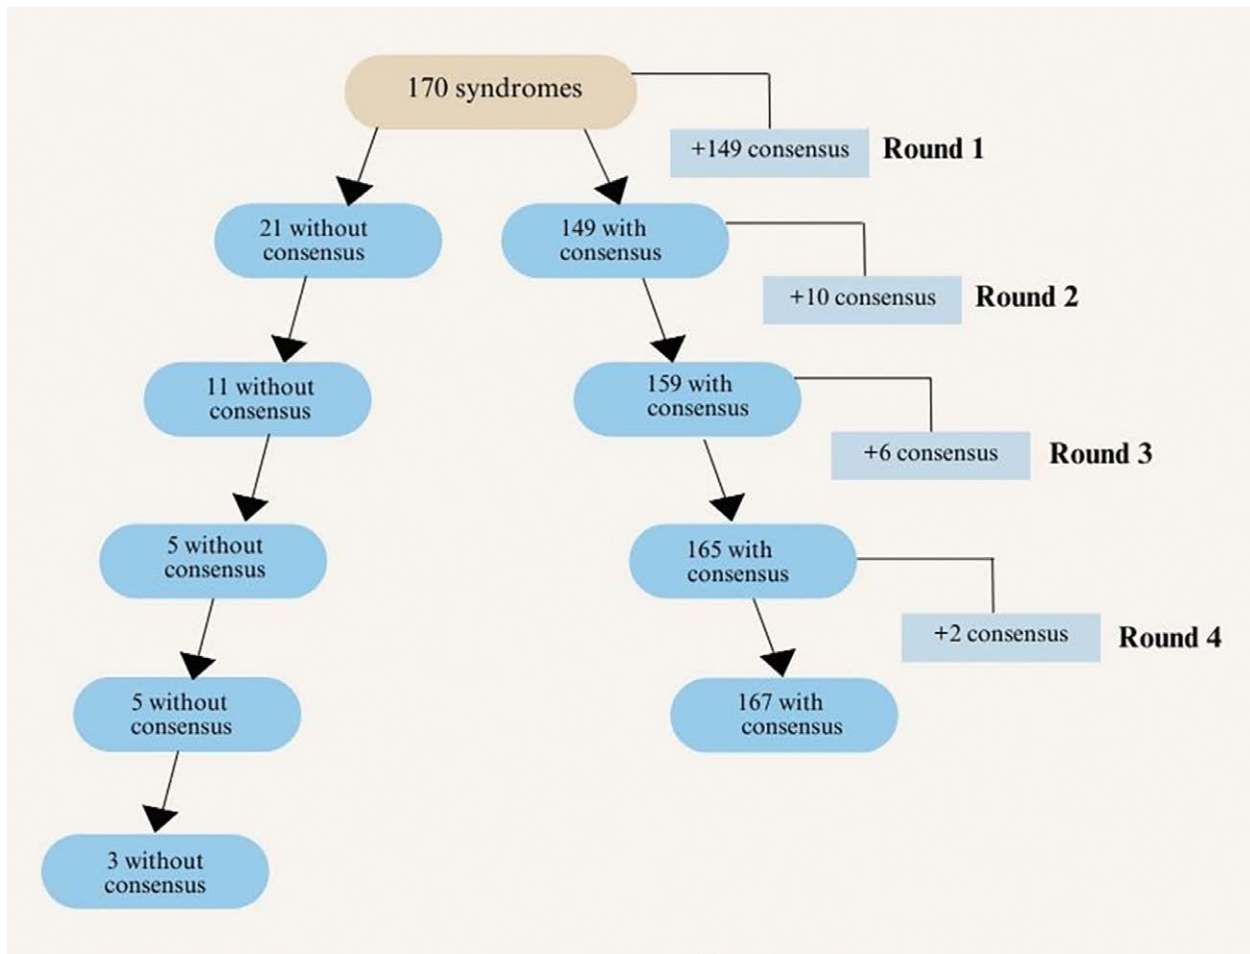 170 syndromes
+149 consensus
Round 1
21 without
consensus
149 with
consensus
+10 consensus
Round 2
11 without
consensus
159 with
consensus
+6 consensus
Round 3
5 without
consensus
165 with
consensus
+2 consensus
Round 4
5 without
consensus
167 with
consensus
3 without
consensus